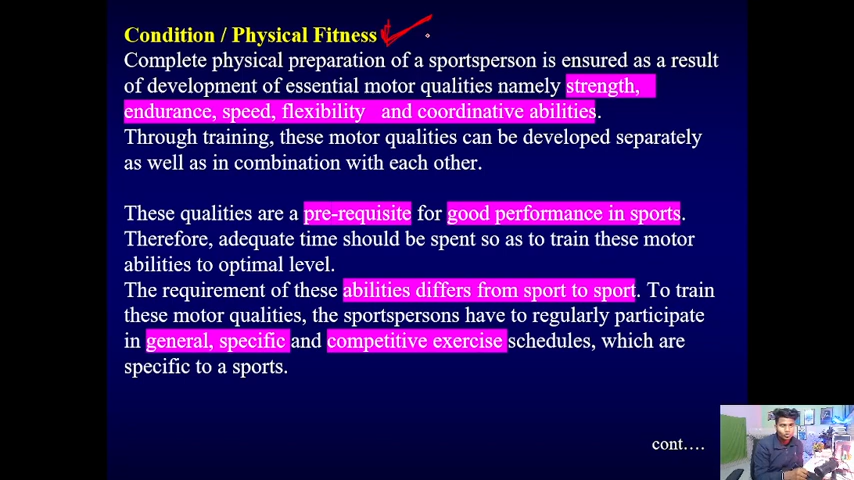 Condition / Physical Fitness
Complete physical preparation of a sportsperson is ensured as a result
of development of essential motor qualities namely strength,
endurance, speed, flexibility and coordinative abilities.
Through training, these motor qualities can be developed separately
as well as in combination with each other.
These qualities are a pre-requisite for good performance in sports.
Therefore, adequate time should be spent so as to train these motor
abilities to optimal level.
The requirement of these abilities differs from sport to sport. To train
these motor qualities, the sportspersons have to regularly participate
in general, specific and competitive exercise schedules, which are
specific to a sports.
cont....